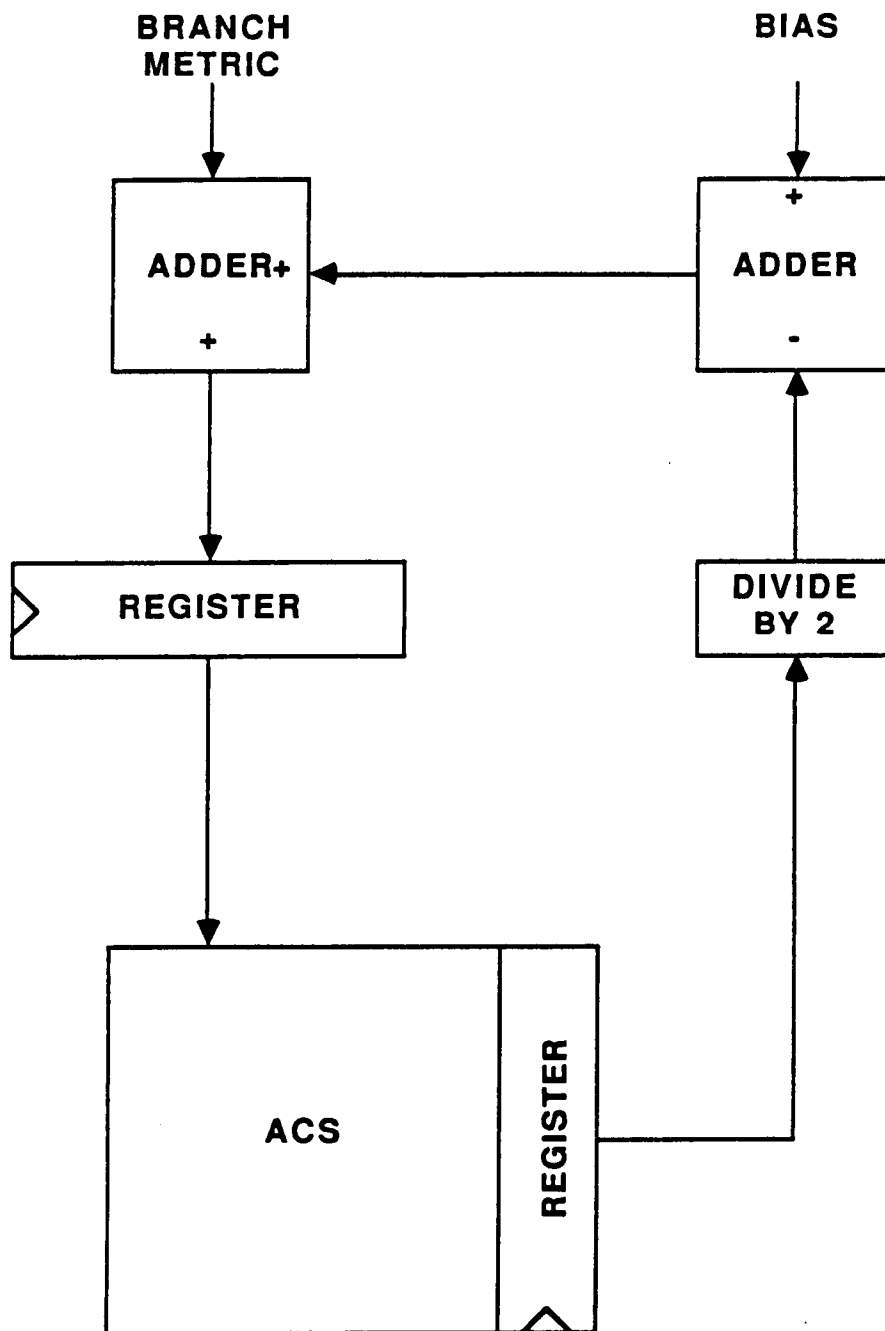 BRANCH
METRIC
BIAS
ADDER+
+
+
ADDER
-
REGISTER
DIVIDE
BY 2
ACS
REGISTER